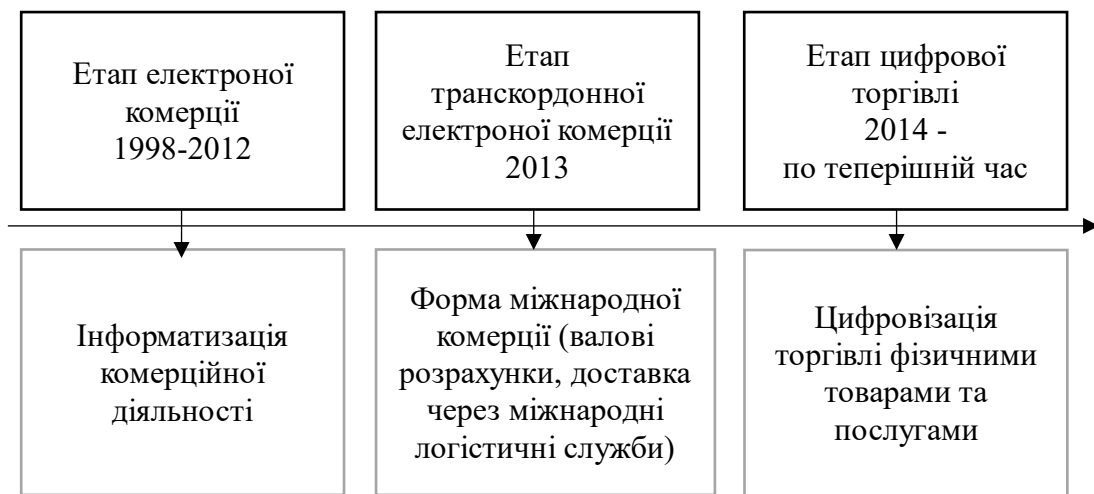 Етап електроної
комерції
1998-2012
Етап
транскордонної
електроної комерції
2013
Етап цифрової
торгівлі
2014 -
по теперішній час
Інформатизація
комерційної
діяльності
Форма міжнародної
комерції (валові
розрахунки, доставка
через міжнародні
логістичні служби)
Цифровізація
торгівлі фізичними
товарами та
послугами